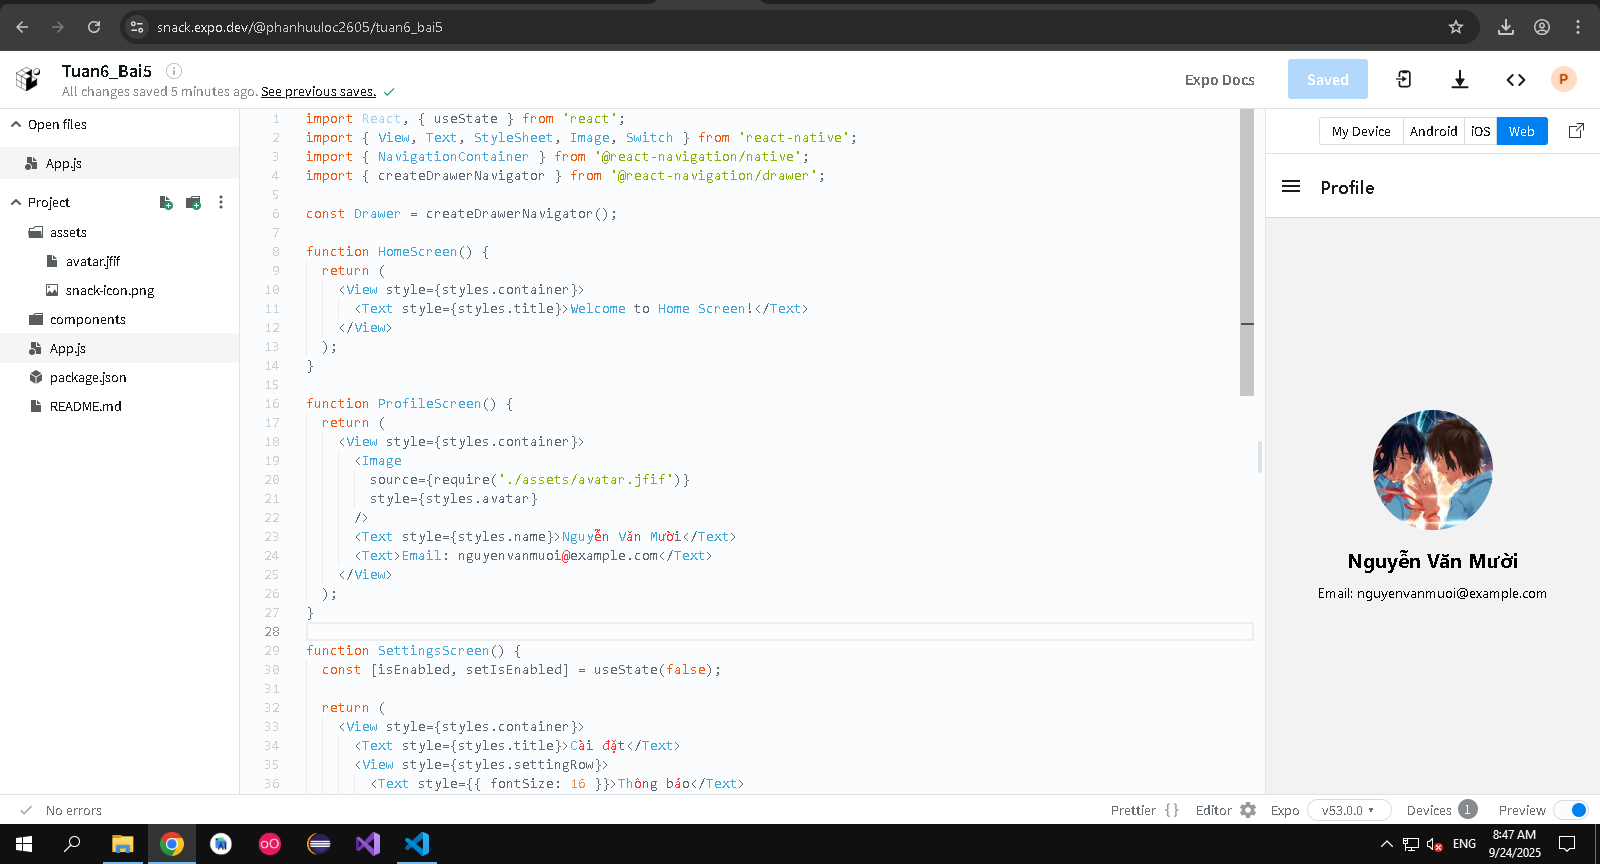 snack.expo.dev/@phanhuuloc2605/tuan6_bai5
Tuan6_Bai5
All changes saved 5 minutes ago. See previous saves.
Expo Docs
Saved
P
Open files
App.js
Project
assets
avatar.jfif
snack-icon.png
components
App.js
package.json
README.md
1 import React, { useState } from 'react';
2 import { View, Text, StyleSheet, Image, Switch } from 'react-native';
3 import { NavigationContainer } from '@react-navigation/native';
4 import { createDrawerNavigator } from '@react-navigation/drawer';
5
6 const Drawer = createDrawerNavigator();
7
8 function HomeScreen() {
9 return (
10 <View style={styles.container}>
11 <Text style={styles.title}>Welcome to Home Screen!</Text>
12 </View>
13 );
14 }
15
16 function ProfileScreen() {
17 return (
18 <View style={styles.container}>
19 <Image
20 source={require('./assets/avatar.jfif')}
21 style={styles.avatar}
22 />
23 <Text style={styles.name}>Nguyễn Văn Mười</Text>
24 <Text>Email: nguyenvanmuoi@example.com</Text>
25 </View>
26 );
27 }
28
29 function SettingsScreen() {
30 const [isEnabled, setIsEnabled] = useState(false);
31
32 return (
33 <View style={styles.container}>
34 <Text style={styles.title}>Cài đặt</Text>
35 <View style={styles.settingRow}>
36 <Text style={{ fontSize: 16 }}>Thông báo</Text>
My Device
Android
iOS
Web
Profile
Nguyễn Văn Mười
Email: nguyenvanmuoi@example.com
No errors
Prettier { }
Editor
Expo
v53.0.0
Devices 1
Preview
ENG
8:47 AM
9/24/2025